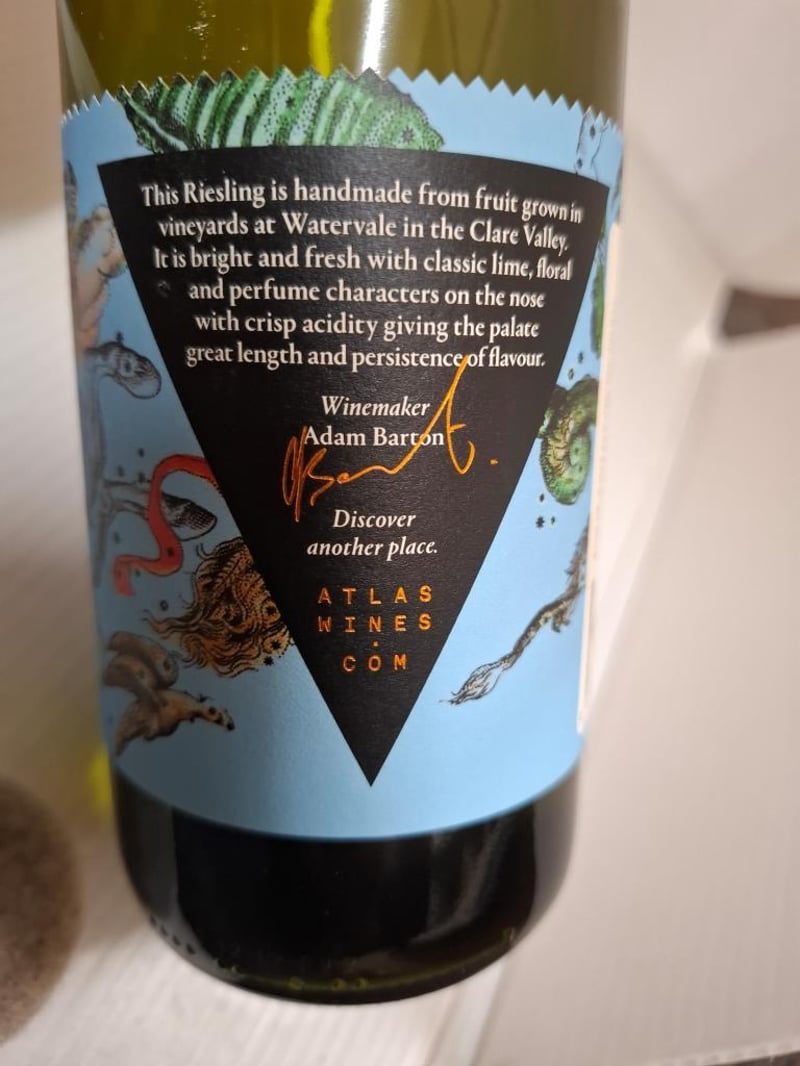 This Riesling is handmade from fruit grown in
vineyards at Watervale in the Clare Valley.
It is bright and fresh with classic lime, floral
and perfume characters on the nose
with crisp acidity giving the palate
great length and persistence of flavour.
Winemaker
Adam Barton
Discover
another place.
ATLAS
WINES
.
COM